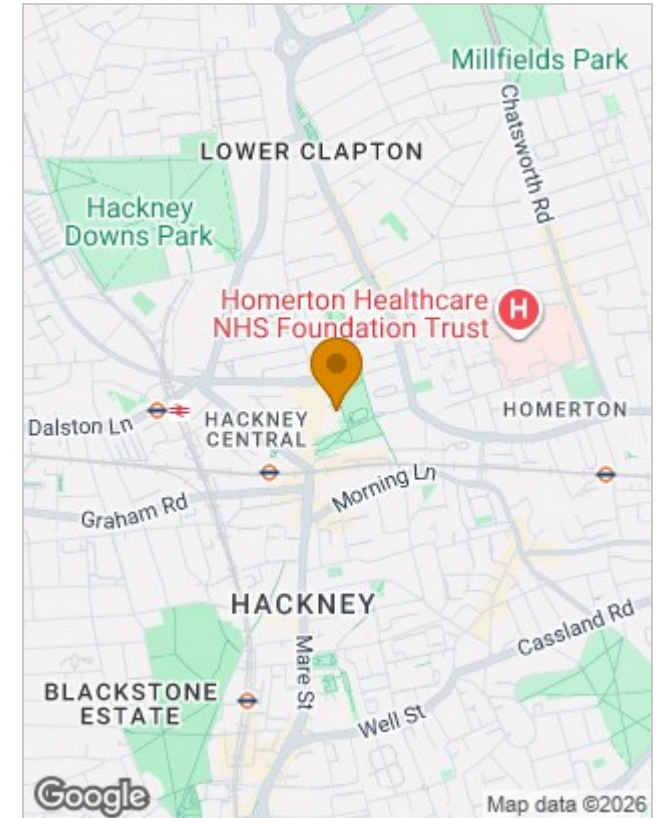 Millfields Park
Chatsworth Rd
LOWER CLAPTON
Hackney
Downs Park
Homerton Healthcare
NHS Foundation Trust
H
Dalston Ln
HACKNEY
CENTRAL
HOMERTON
Morning Ln
Graham Rd
HACKNEY
Cassland Rd
Mare St
BLACKSTONE
ESTATE
Well St
Google
Map data ©2026